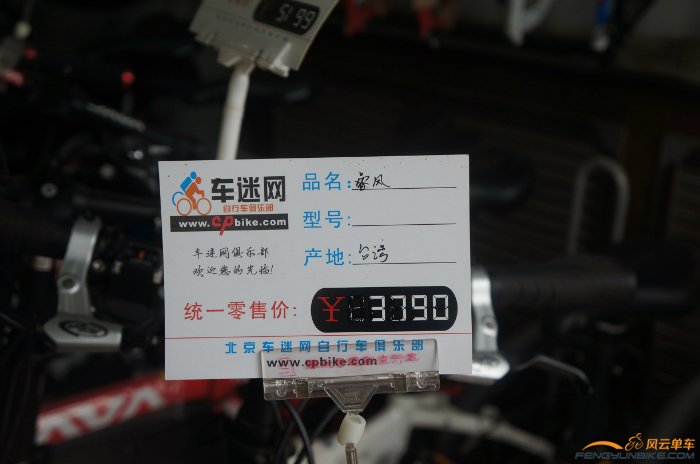 5199
车迷网
自行车俱乐部
www.cpbike.com
车迷网俱乐部
欢迎您的光临!
品名:
风
型号:
产地:台湾
统一零售价:
¥ 3790
北京车迷网自行车俱乐部
www.cpbike.com
风云单车
FENGYUNBIKE.COM